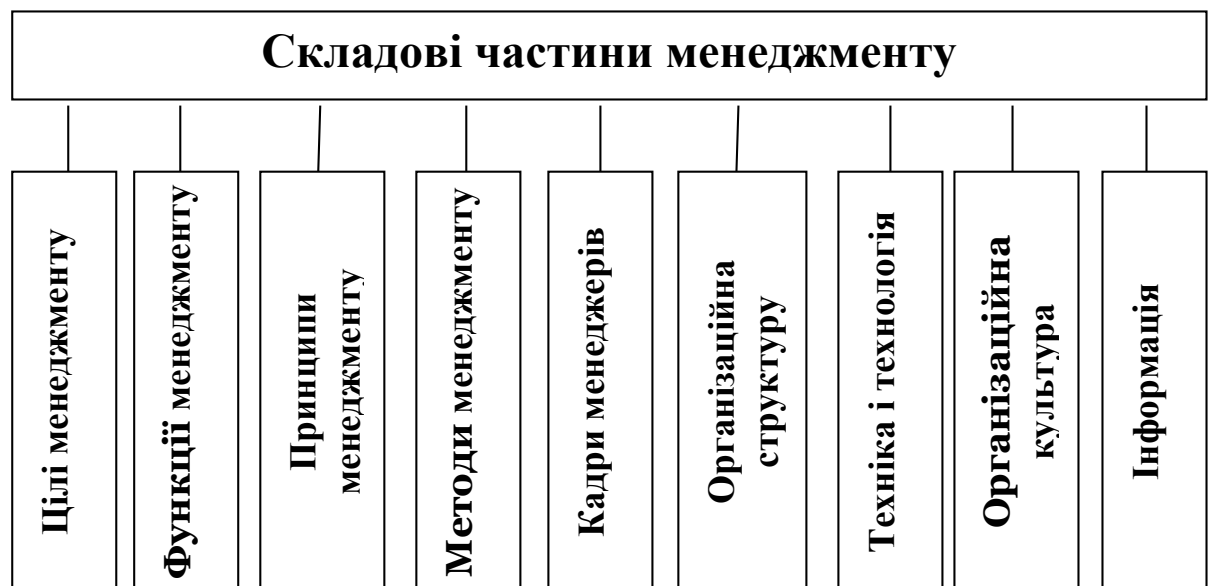 Складові частини менеджменту
Цілі менеджменту
Функції менеджменту
Принципи
менеджменту
Методи менеджменту
Кадри менеджерів
Організаційна
структуру
Техніка і технологія
Організаційна
культура
Інформація